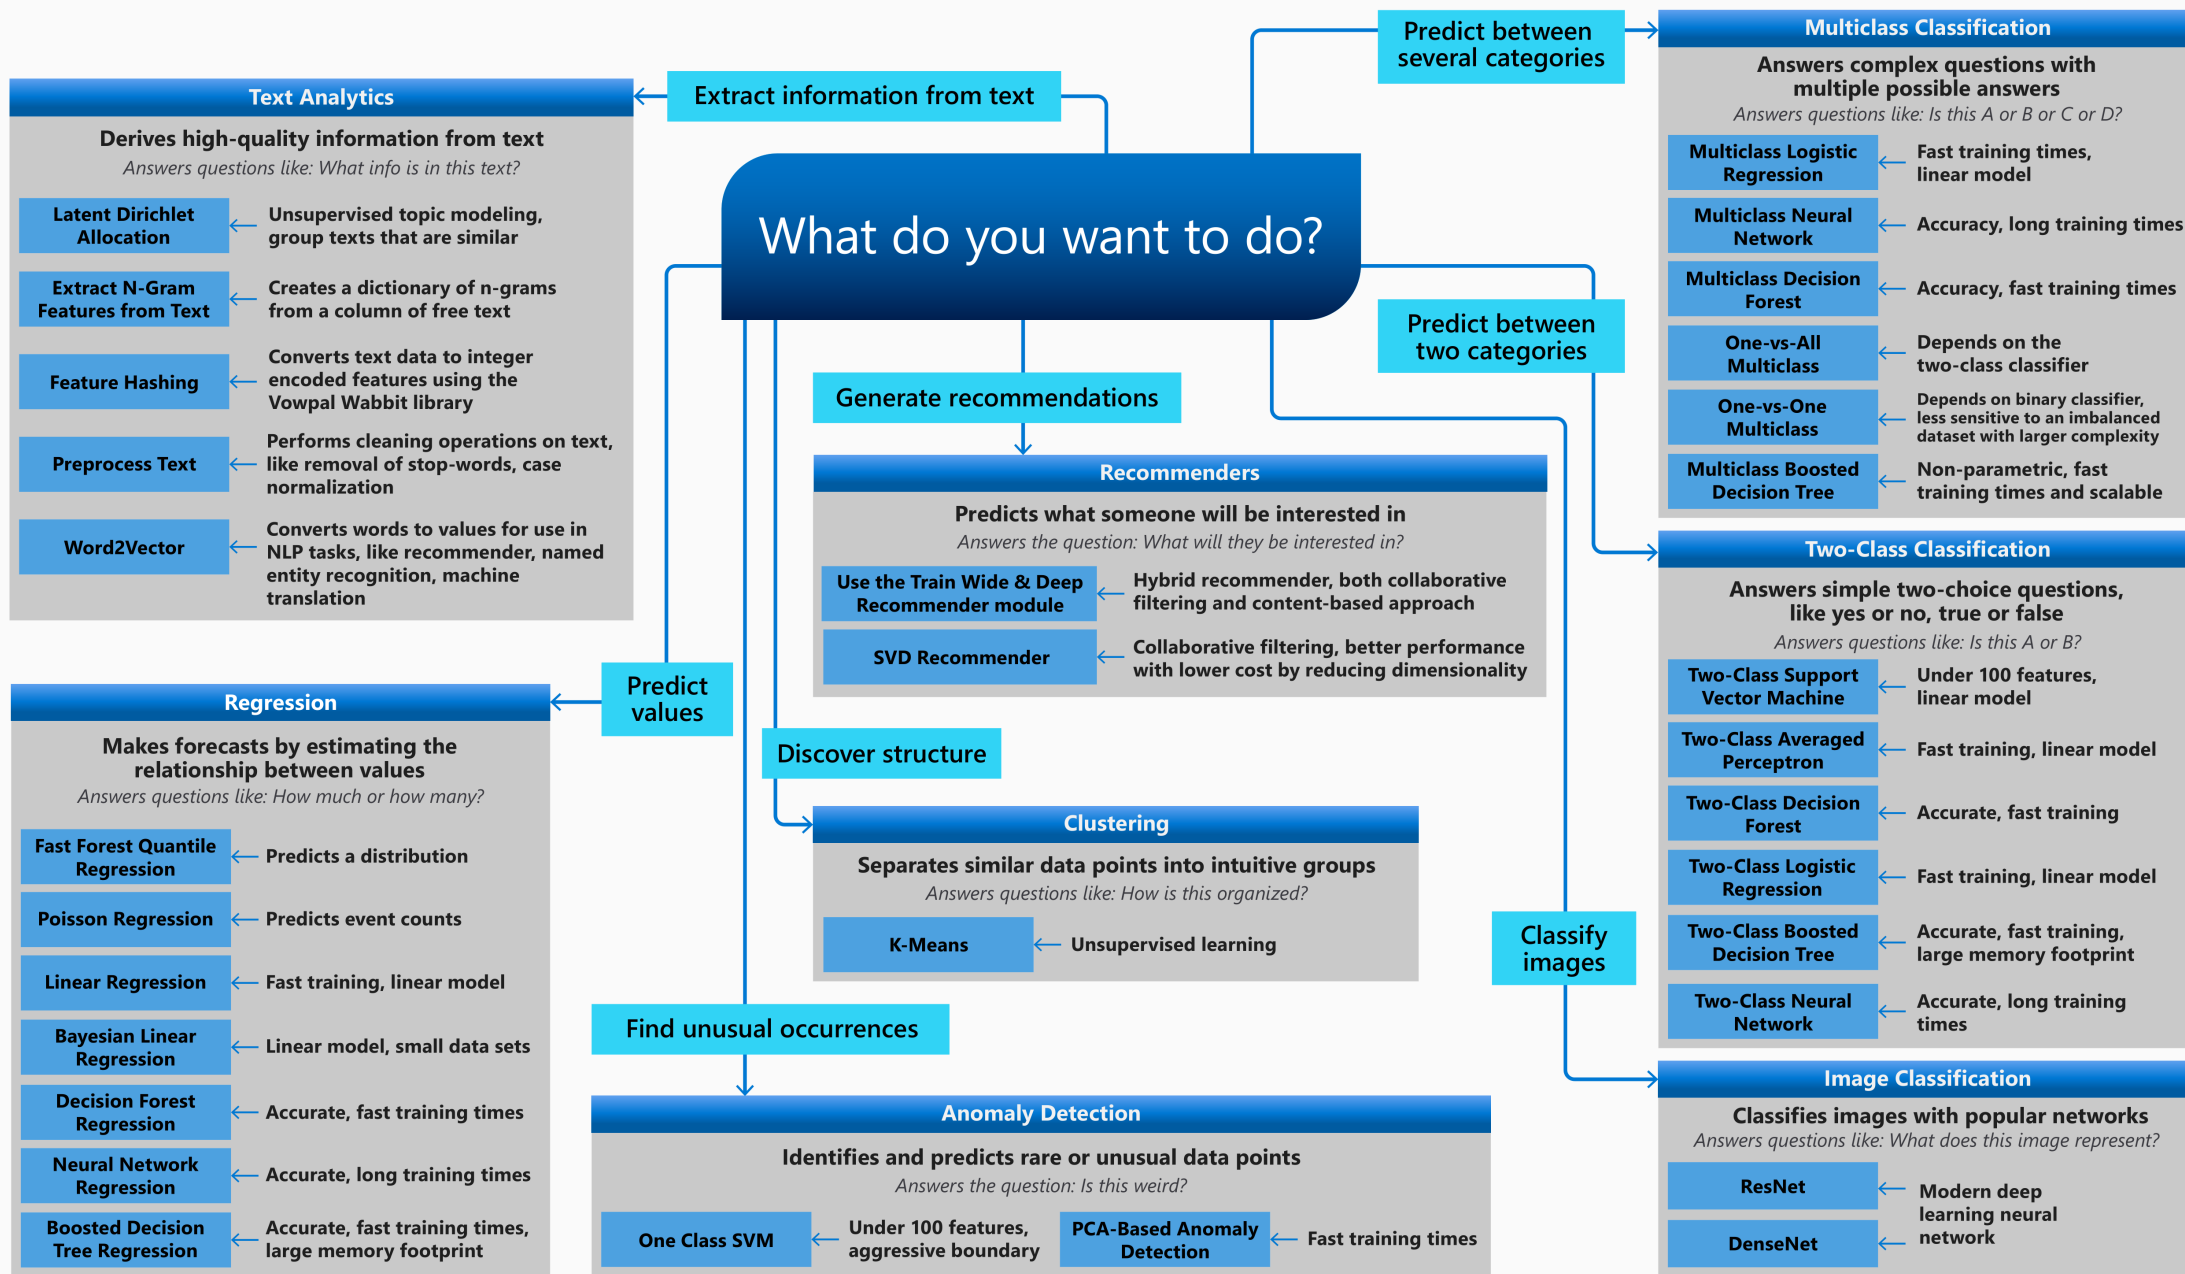 What do you want to do?
Extract information from text
Text Analytics
Derives high-quality information from text
Answers questions like: What info is in this text?
Latent Dirichlet
Allocation
Unsupervised topic modeling,
group texts that are similar
Extract N-Gram
Features from Text
Creates a dictionary of n-grams
from a column of free text
Feature Hashing
Converts text data to integer
encoded features using the
Vowpal Wabbit library
Preprocess Text
Performs cleaning operations on text,
like removal of stop-words, case
normalization
Word2Vector
Converts words to values for use in
NLP tasks, like recommender, named
entity recognition, machine
translation
Predict
values
Regression
Makes forecasts by estimating the
relationship between values
Answers questions like: How much or how many?
Fast Forest Quantile
Regression
Predicts a distribution
Poisson Regression
Predicts event counts
Linear Regression
Fast training, linear model
Bayesian Linear
Regression
Linear model, small data sets
Decision Forest
Regression
Accurate, fast training times
Neural Network
Regression
Accurate, long training times
Boosted Decision
Tree Regression
Accurate, fast training times,
large memory footprint
Generate recommendations
Recommenders
Predicts what someone will be interested in
Answers the question: What will they be interested in?
Use the Train Wide & Deep
Recommender module
Hybrid recommender, both collaborative
filtering and content-based approach
SVD Recommender
Collaborative filtering, better performance
with lower cost by reducing dimensionality
Discover structure
Clustering
Separates similar data points into intuitive groups
Answers questions like: How is this organized?
K-Means
Unsupervised learning
Find unusual occurrences
Anomaly Detection
Identifies and predicts rare or unusual data points
Answers the question: Is this weird?
One Class SVM
Under 100 features,
aggressive boundary
PCA-Based Anomaly
Detection
Fast training times
Predict between
several categories
Multiclass Classification
Answers complex questions with
multiple possible answers
Answers questions like: Is this A or B or C or D?
Multiclass Logistic
Regression
Fast training times,
linear model
Multiclass Neural
Network
Accuracy, long training times
Multiclass Decision
Forest
Accuracy, fast training times
One-vs-All
Multiclass
Depends on the
two-class classifier
One-vs-One
Multiclass
Depends on binary classifier,
less sensitive to an imbalanced
dataset with larger complexity
Multiclass Boosted
Decision Tree
Non-parametric, fast
training times and scalable
Predict between
two categories
Two-Class Classification
Answers simple two-choice questions,
like yes or no, true or false
Answers questions like: Is this A or B?
Two-Class Support
Vector Machine
Under 100 features,
linear model
Two-Class Averaged
Perceptron
Fast training, linear model
Two-Class Decision
Forest
Accurate, fast training
Two-Class Logistic
Regression
Fast training, linear model
Two-Class Boosted
Decision Tree
Accurate, fast training,
large memory footprint
Two-Class Neural
Network
Accurate, long training
times
Classify
images
Image Classification
Classifies images with popular networks
Answers questions like: What does this image represent?
ResNet
DenseNet
Modern deep
learning neural
network